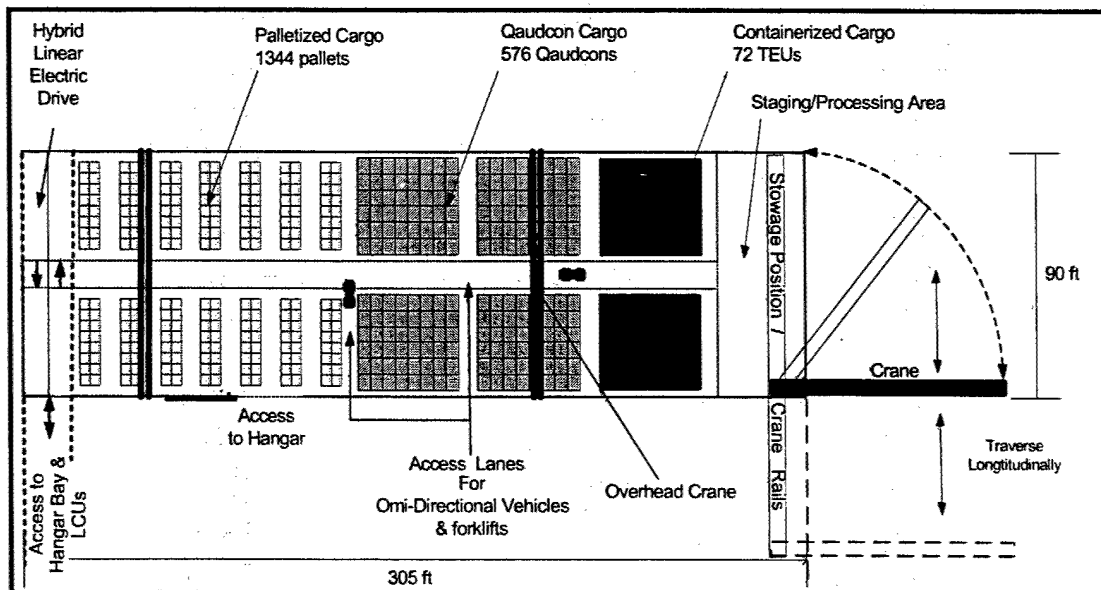 Hybrid
Linear
Electric
Drive
Palletized Cargo
1344 pallets
Qaudcon Cargo
576 Qaudcons
Containerized Cargo
72 TEUs
Staging/Processing Area
Stowage Position /
Crane Rails
90 ft
Crane
Traverse
Longtitudinally
Access to
Hangar Bay &
LCUs
Access
to Hangar
Access Lanes
For
Omi-Directional Vehicles
& forklifts
Overhead Crane
305 ft